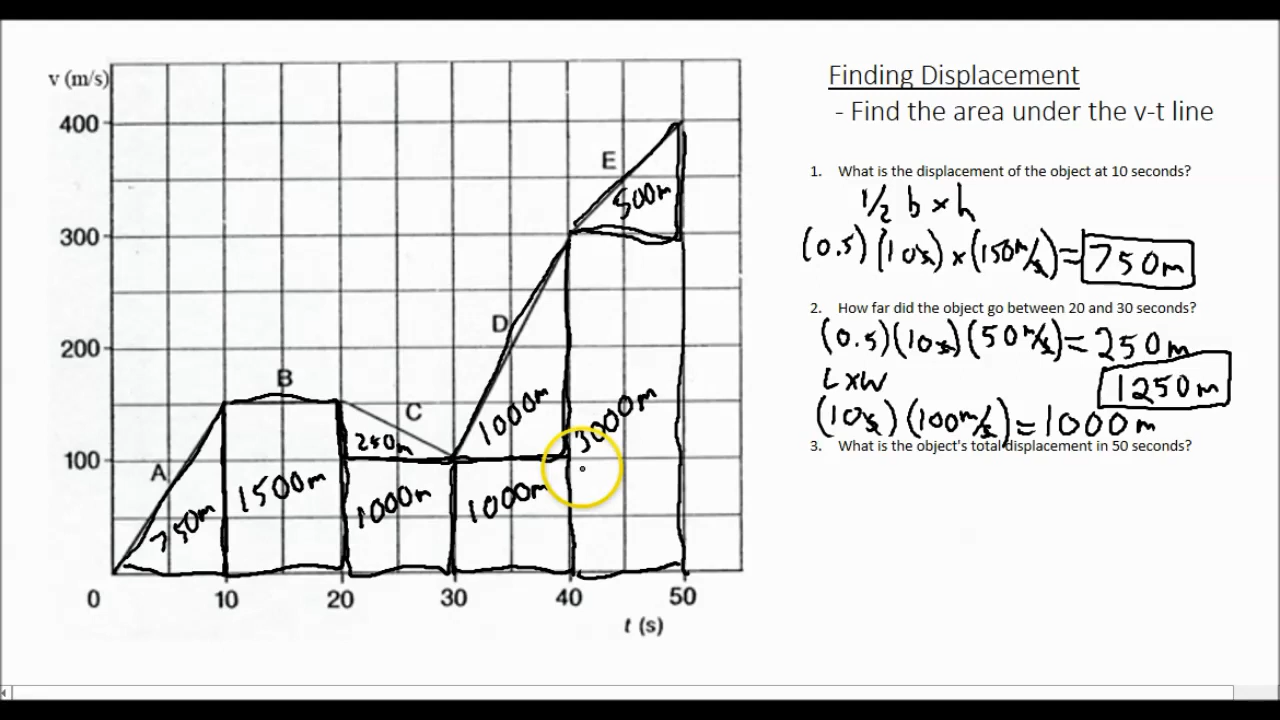 v (m/s)
400
300
200
100
0
10
20
30
40
50
t (s)
A
B
C
D
E
750m
1500m
250m
1000m
1000m
1000m
3000m
500m
Finding Displacement
- Find the area under the v-t line
1. What is the displacement of the object at 10 seconds?
1/2 b x h
(0.5)(10s) x (150m/s) = 750m
2. How far did the object go between 20 and 30 seconds?
(0.5)(10s)(50m/s) = 250m
L x W
1250m
(10s)(100m/s) = 1000m
3. What is the object's total displacement in 50 seconds?